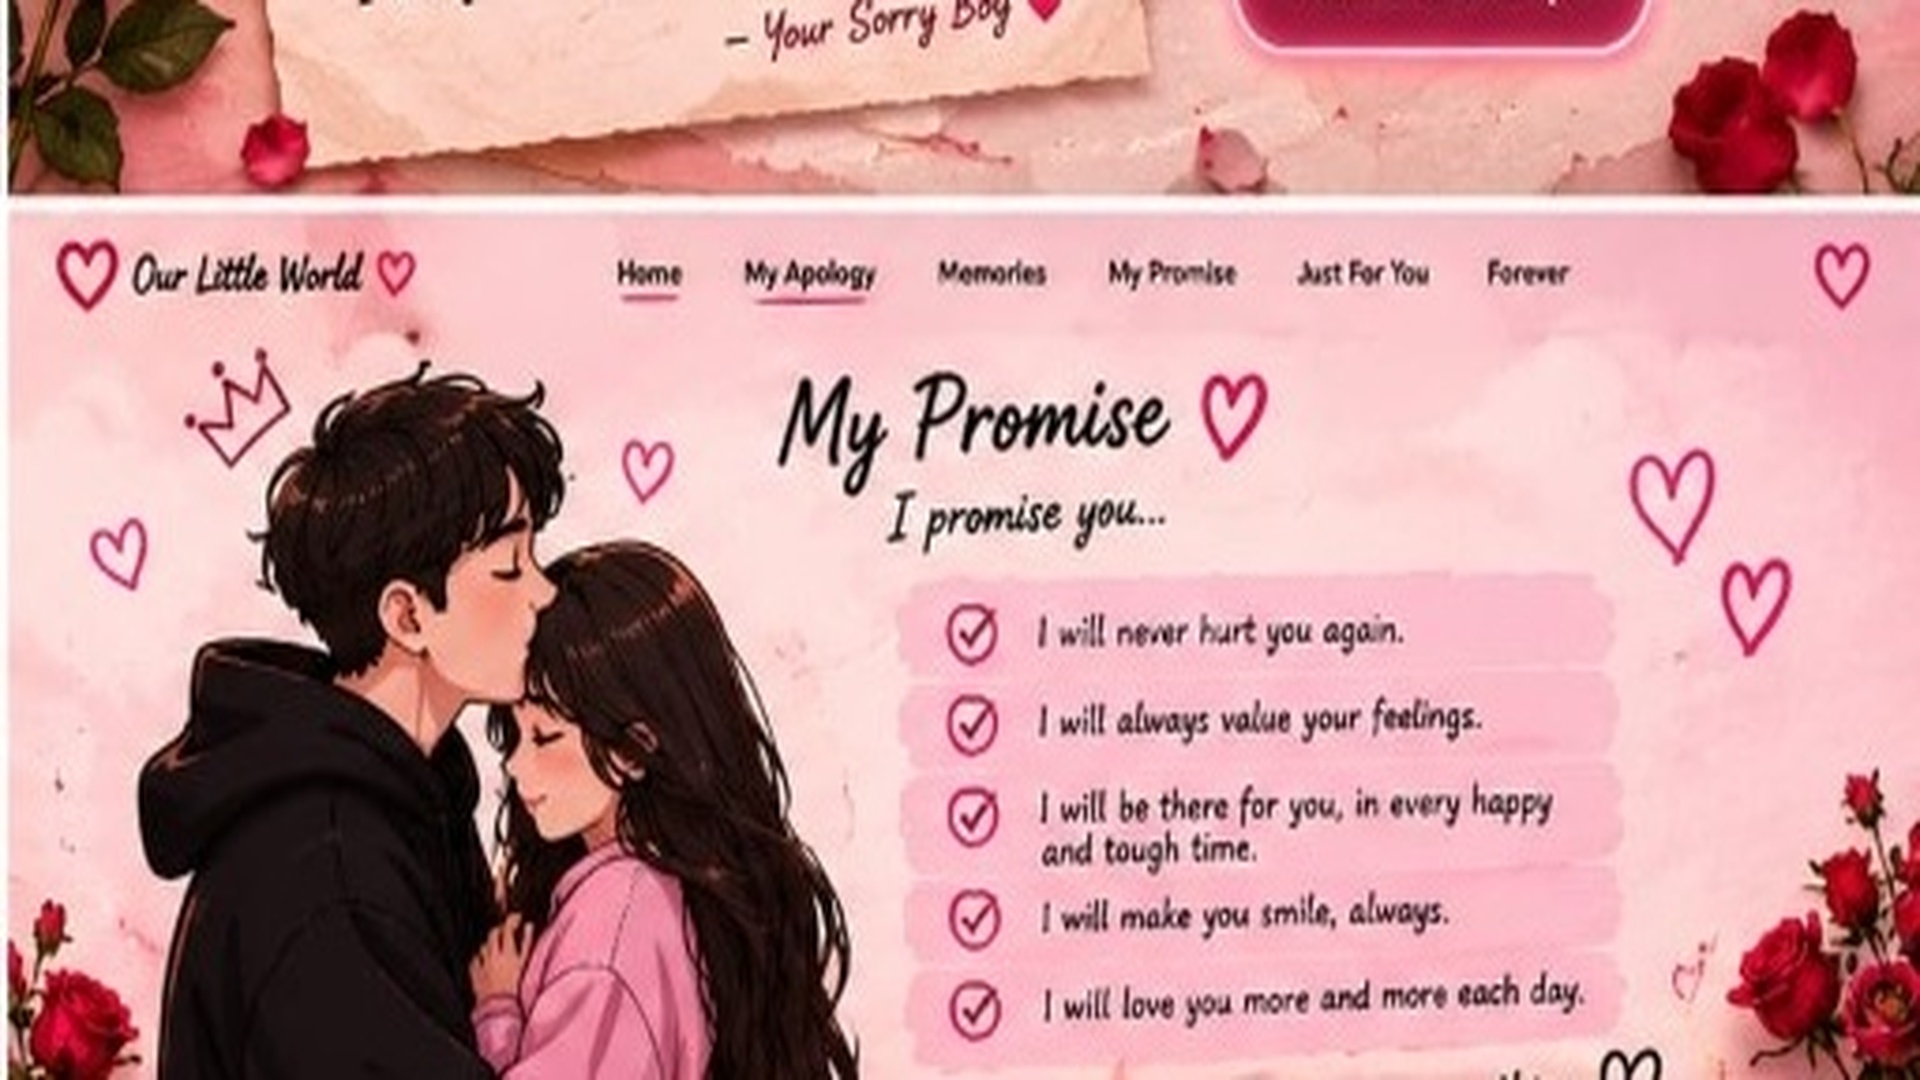 – Your Sorry Boy
Our Little World
Home My Apology Memories My Promise Just For You Forever
My Promise
I promise you...
I will never hurt you again.
I will always value your feelings.
I will be there for you, in every happy
and tough time.
I will make you smile, always.
I will love you more and more each day.